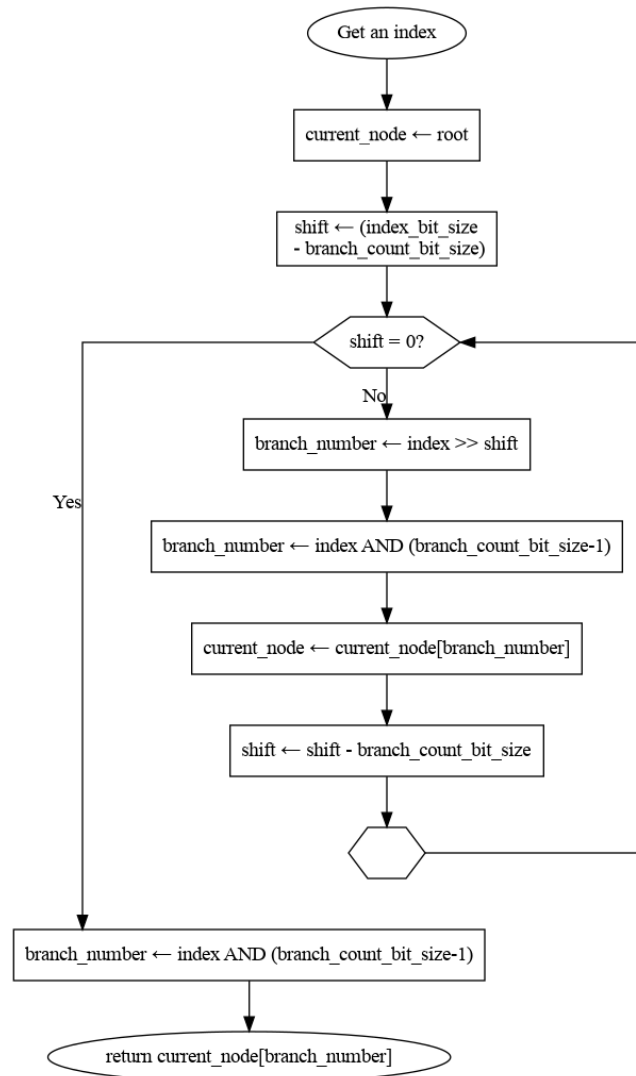 Get an index
current_node ← root
shift ← (index_bit_size
- branch_count_bit_size)
shift = 0?
No
branch_number ← index >> shift
Yes
branch_number ← index AND (branch_count_bit_size-1)
current_node ← current_node[branch_number]
shift ← shift - branch_count_bit_size
branch_number ← index AND (branch_count_bit_size-1)
return current_node[branch_number]